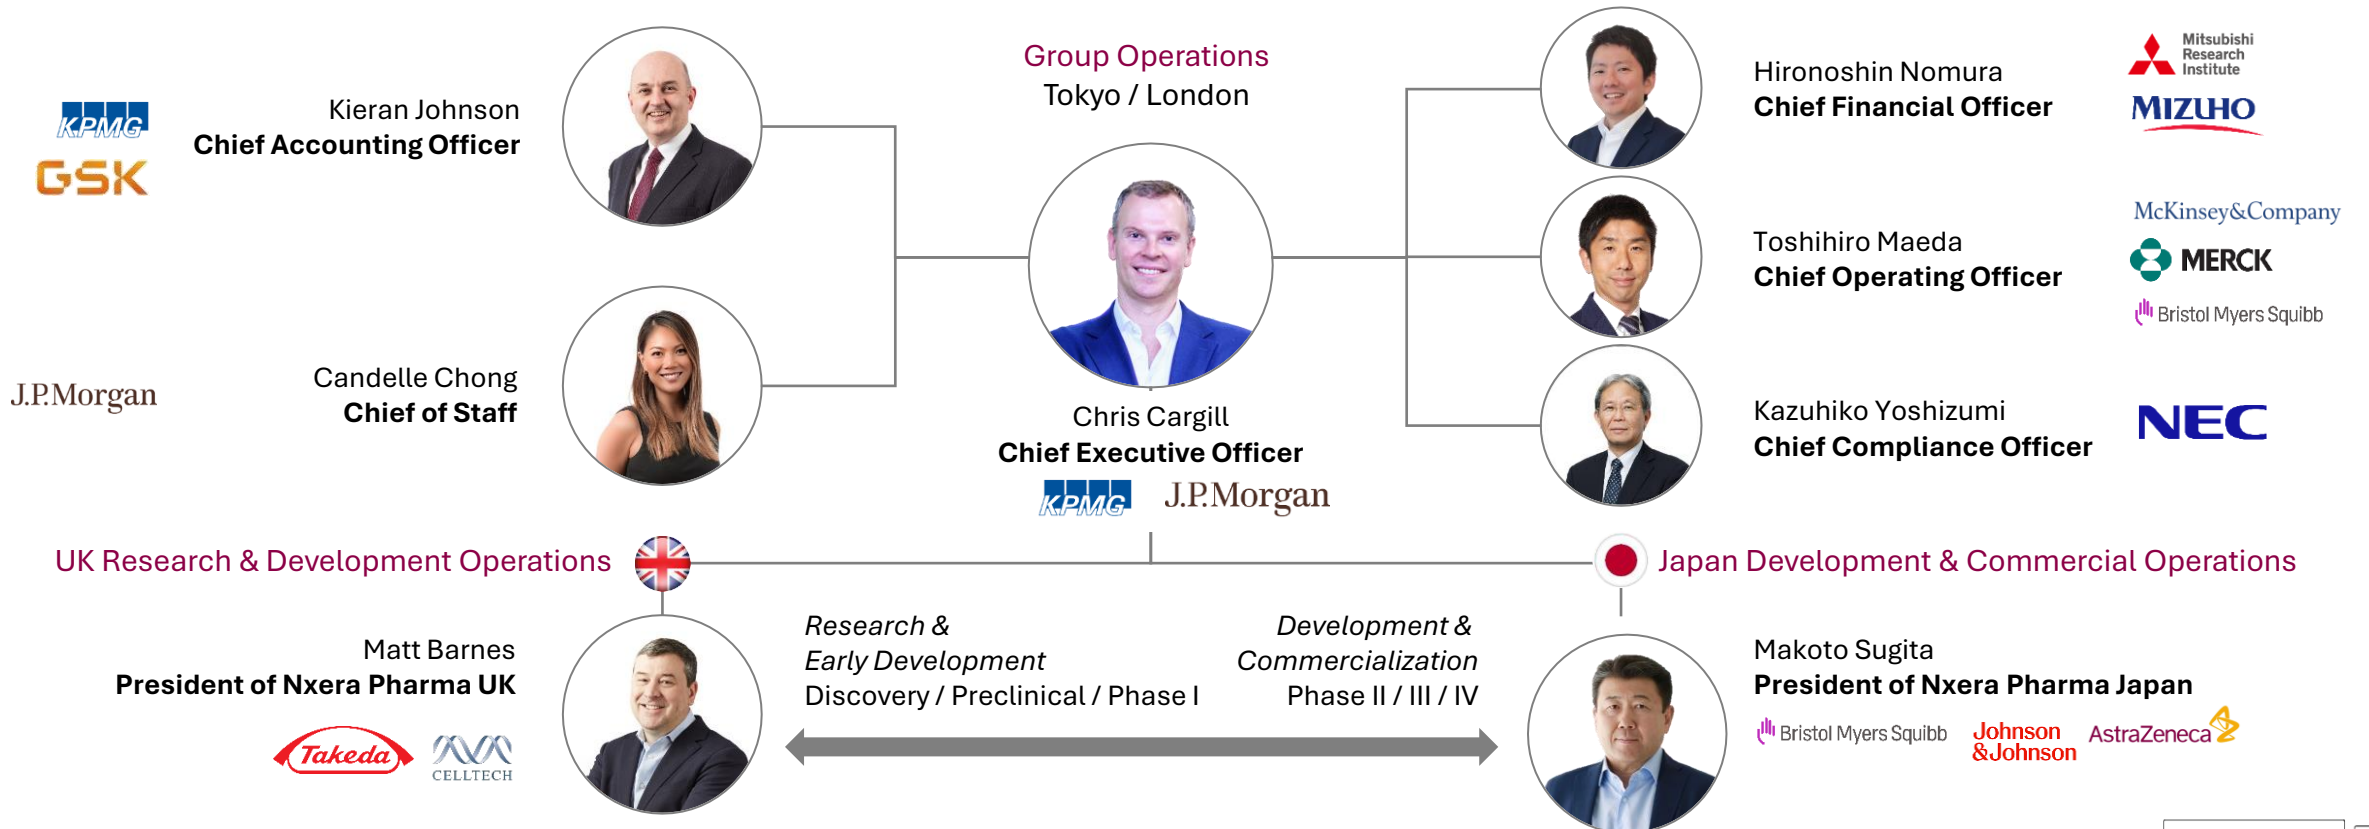 Group Operations
Tokyo / London
KPMG
GSK
Kieran Johnson
Chief Accounting Officer
J.P.Morgan
Candelle Chong
Chief of Staff
Chris Cargill
Chief Executive Officer
KPMG
J.P.Morgan
Hironoshin Nomura
Chief Financial Officer
Mitsubishi
Research
Institute
MIZUHO
Toshihiro Maeda
Chief Operating Officer
McKinsey&Company
MERCK
Bristol Myers Squibb
Kazuhiko Yoshizumi
Chief Compliance Officer
NEC
UK Research & Development Operations
Japan Development & Commercial Operations
Matt Barnes
President of Nxera Pharma UK
Takeda
CELLTECH
Research &
Early Development
Discovery / Preclinical / Phase I
Development &
Commercialization
Phase II / III / IV
Makoto Sugita
President of Nxera Pharma Japan
Bristol Myers Squibb
Johnson
&Johnson
AstraZeneca